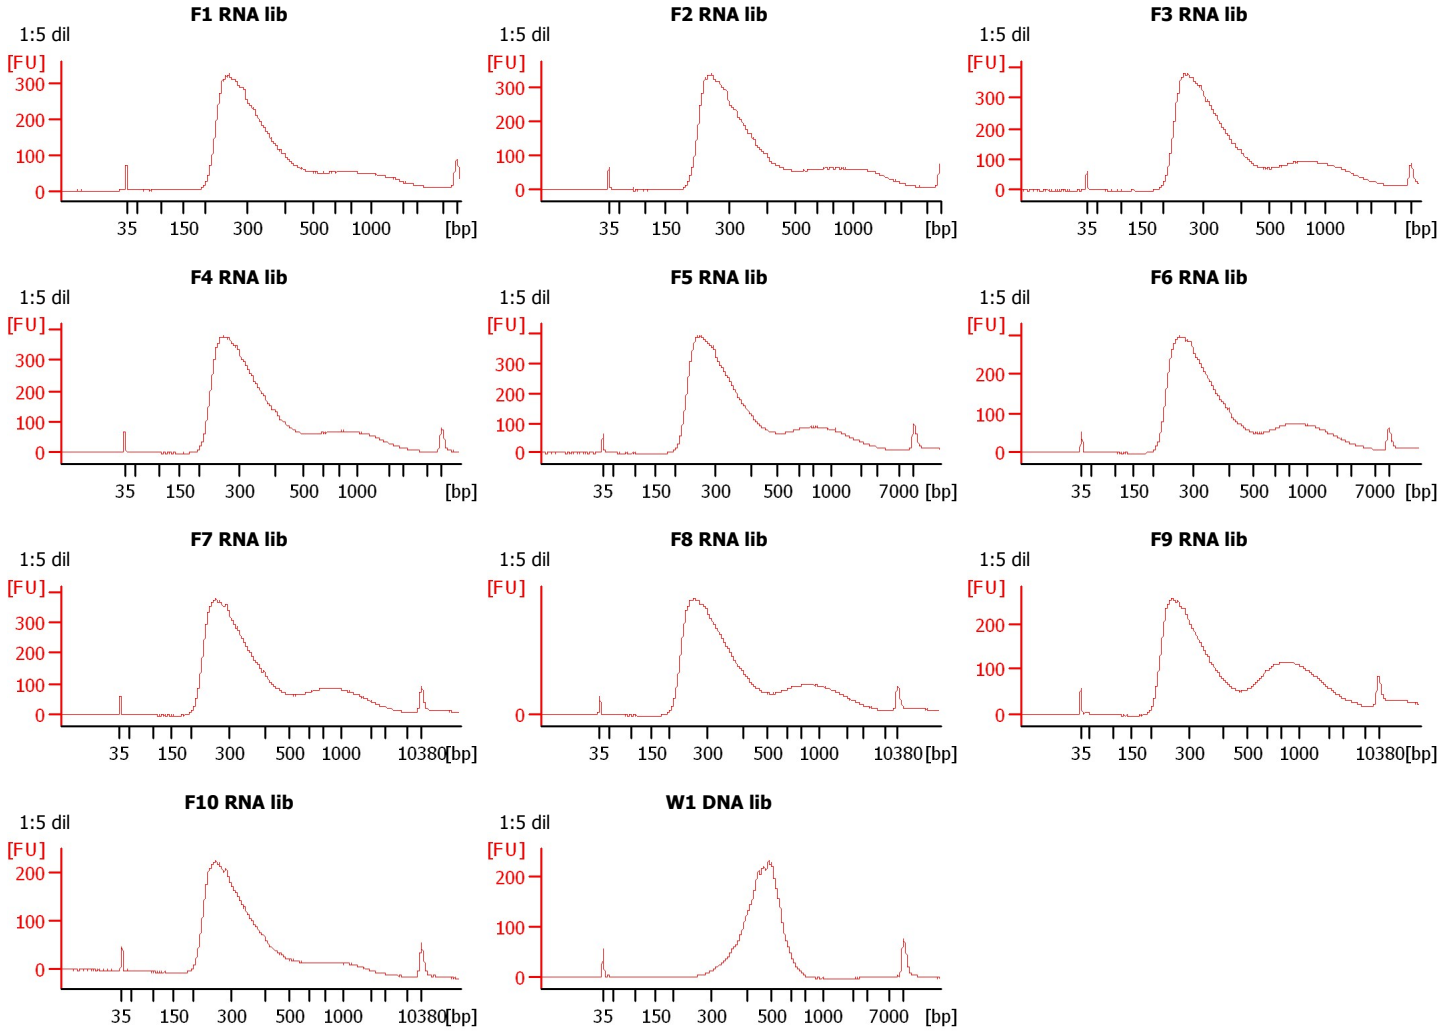 F1 RNA lib
1:5 dil
[FU]
300
200
100
0
35 150 300 500 1000 [bp]
F2 RNA lib
1:5 dil
[FU]
300
200
100
0
35 150 300 500 1000 [bp]
F3 RNA lib
1:5 dil
[FU]
300
200
100
0
35 150 300 500 1000 [bp]
F4 RNA lib
1:5 dil
[FU]
300
200
100
0
35 150 300 500 1000 [bp]
F5 RNA lib
1:5 dil
[FU]
300
200
100
0
35 150 300 500 1000 7000 [bp]
F6 RNA lib
1:5 dil
[FU]
200
100
0
35 150 300 500 1000 7000 [bp]
F7 RNA lib
1:5 dil
[FU]
300
200
100
0
35 150 300 500 1000 10380[bp]
F8 RNA lib
1:5 dil
[FU]
0
35 150 300 500 1000 10380[bp]
F9 RNA lib
1:5 dil
[FU]
200
100
0
35 150 300 500 1000 10380[bp]
F10 RNA lib
1:5 dil
[FU]
200
100
0
35 150 300 500 1000 10380[bp]
W1 DNA lib
1:5 dil
[FU]
200
100
0
35 150 300 500 1000 7000 [bp]